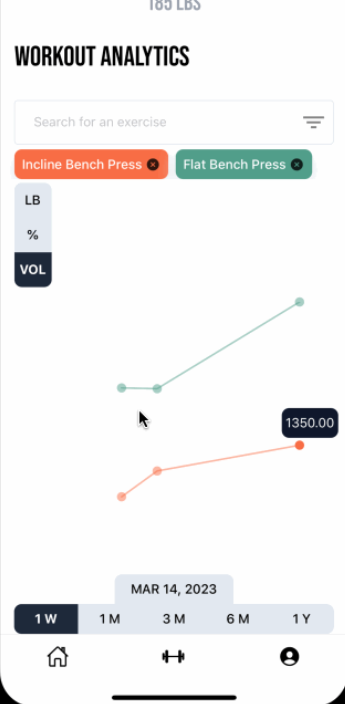 185 LBS
WORKOUT ANALYTICS
Search for an exercise
Incline Bench Press
Flat Bench Press
LB
%
VOL
1350.00
MAR 14, 2023
1 W 1 M 3 M 6 M 1 Y